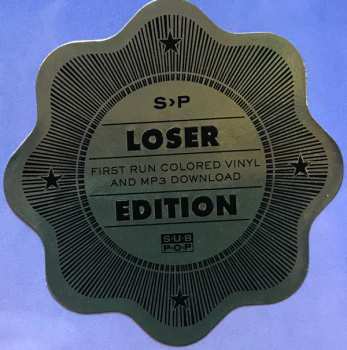 S>P
LOSER
FIRST RUN COLORED VINYL
AND MP3 DOWNLOAD
EDITION
SUB
POP